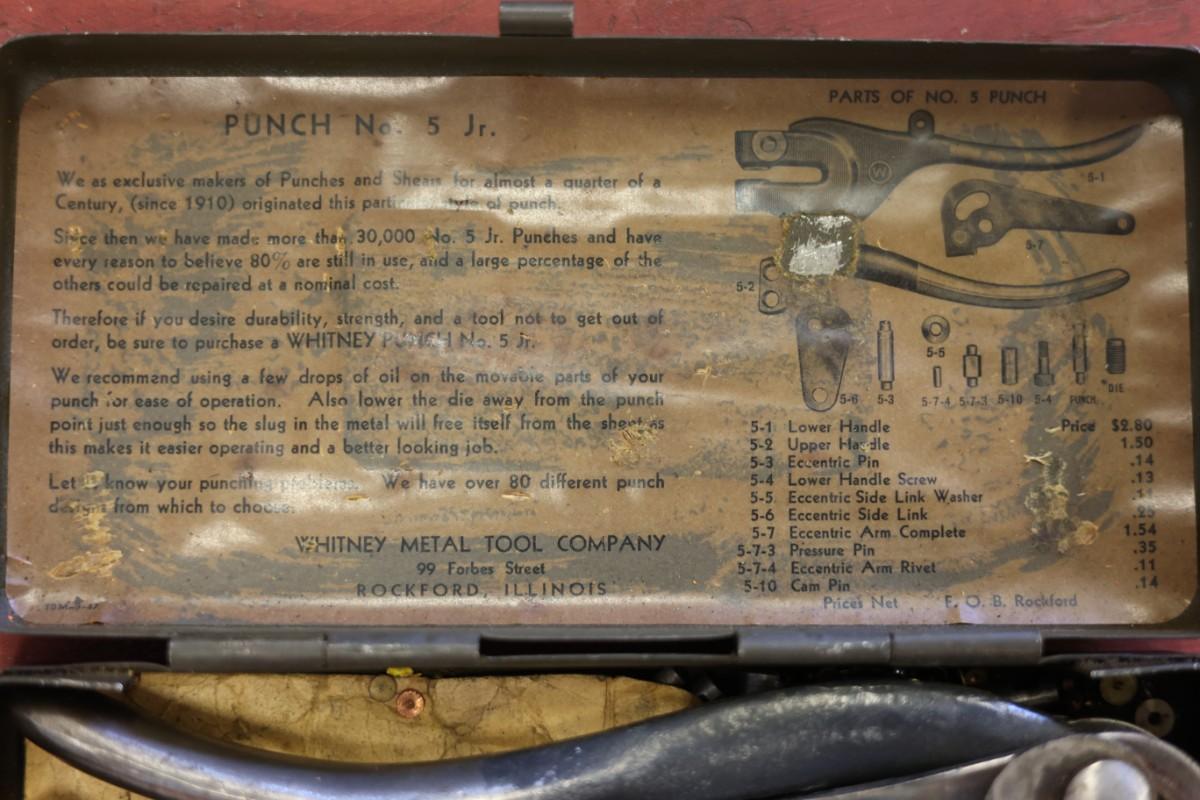 PUNCH No. 5 Jr.
We as exclusive makers of Punches and Shears for almost a quarter of a
Century, (since 1910) originated this style of punch.
Since then we have made more than 30,000 No. 5 Jr. Punches and have
every reason to believe 80% are still in use, and a large percentage of the
others could be repaired at a nominal cost.
Therefore if you desire durability, strength, and a tool not to get out of
order, be sure to purchase a WHITNEY PUNCH No. 5 Jr.
We recommend using a few drops of oil on the movable parts of your
punch for ease of operation. Also lower the die away from the punch
point just enough so the slug in the metal will free itself from the sheet as
this makes it easier operating and a better looking job.
Let us know your punching problems. We have over 80 different punch
designs from which to choose.
WHITNEY METAL TOOL COMPANY
99 Forbes Street
ROCKFORD, ILLINOIS
PARTS OF NO. 5 PUNCH
5-1
5-7
5-2
5-5
5-6 5-3 5-7-4 5-7-3 5-10 5-4 PUNCH DIE
5-1 Lower Handle Price $2.80
5-2 Upper Handle 1.50
5-3 Eccentric Pin .14
5-4 Lower Handle Screw .13
5-5 Eccentric Side Link Washer
5-6 Eccentric Side Link .25
5-7 Eccentric Arm Complete 1.54
5-7-3 Pressure Pin .35
5-7-4 Eccentric Arm Rivet .11
5-10 Cam Pin .14
Prices Net F. O. B. Rockford